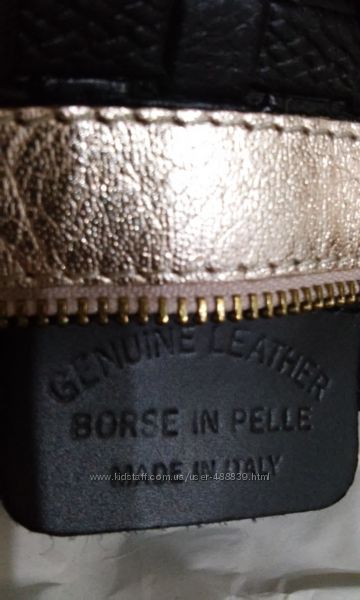 GENUINE LEATHER
BORSE IN PELLE
MADE IN ITALY
www.kidstaff.com.ua/user-488839.html